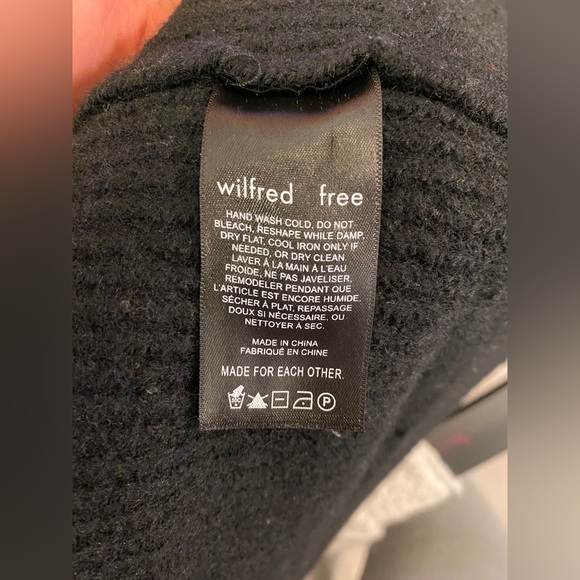 wilfred free
HAND WASH COLD, DO NOT
BLEACH, RESHAPE WHILE DAMP,
DRY FLAT, COOL IRON ONLY IF
NEEDED, OR DRY CLEAN
LAVER À LA MAIN À L'EAU
FROIDE, NE PAS JAVELISER,
REMODELER PENDANT QUE
L'ARTICLE EST ENCORE HUMIDE.
SÉCHER À PLAT, REPASSAGE
DOUX SI NÉCESSAIRE, OU
NETTOYER À SEC.
MADE IN CHINA
FABRIQUÉ EN CHINE
MADE FOR EACH OTHER.
P